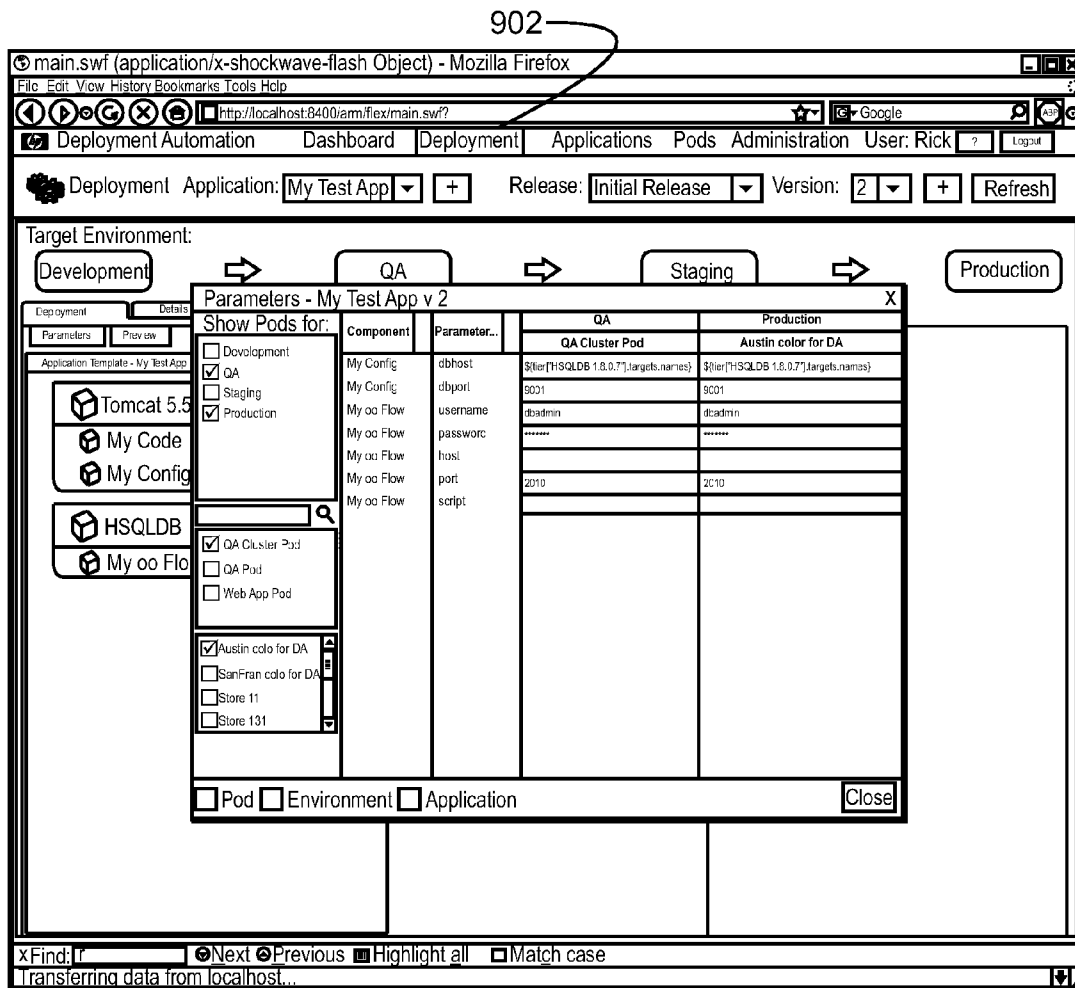 902
main.swf (application/x-shockwave-flash Object) - Mozilla Firefox
File Edit View History Bookmarks Tools Help
http://localhost:8400/arm/flex/main.swf? G Google ABP
hp Deployment Automation Dashboard Deployment Applications Pods Administration User: Rick ? Logout
Deployment Application: My Test App + Release: Initial Release Version: 2 + Refresh
Target Environment:
Development QA Staging Production
Deployment Details
Parameters Preview
Application Template - My Test App
Tomcat 5.5
My Code
My Config
HSQLDB
My oo Flo
Parameters - My Test App v 2 X
Show Pods for:
Development
QA
Staging
Production
QA Cluster Pod
QA Pod
Web App Pod
Austin colo for DA
SanFran colo for DA
Store 11
Store 131
Component Parameter... QA Production
QA Cluster Pod Austin color for DA
My Config dbhost ${tier["HSQLDB 1.8.0.7"].targets.names} ${tier["HSQLDB 1.8.0.7"].targets.names}
My Config dbport 9001 9001
My oo Flow username dbadmin dbadmin
My oo Flow passworc ******* *******
My oo Flow host
My oo Flow port 2010 2010
My oo Flow script
Pod Environment Application Close
x Find: r Next Previous Highlight all Match case
Transferring data from localhost...